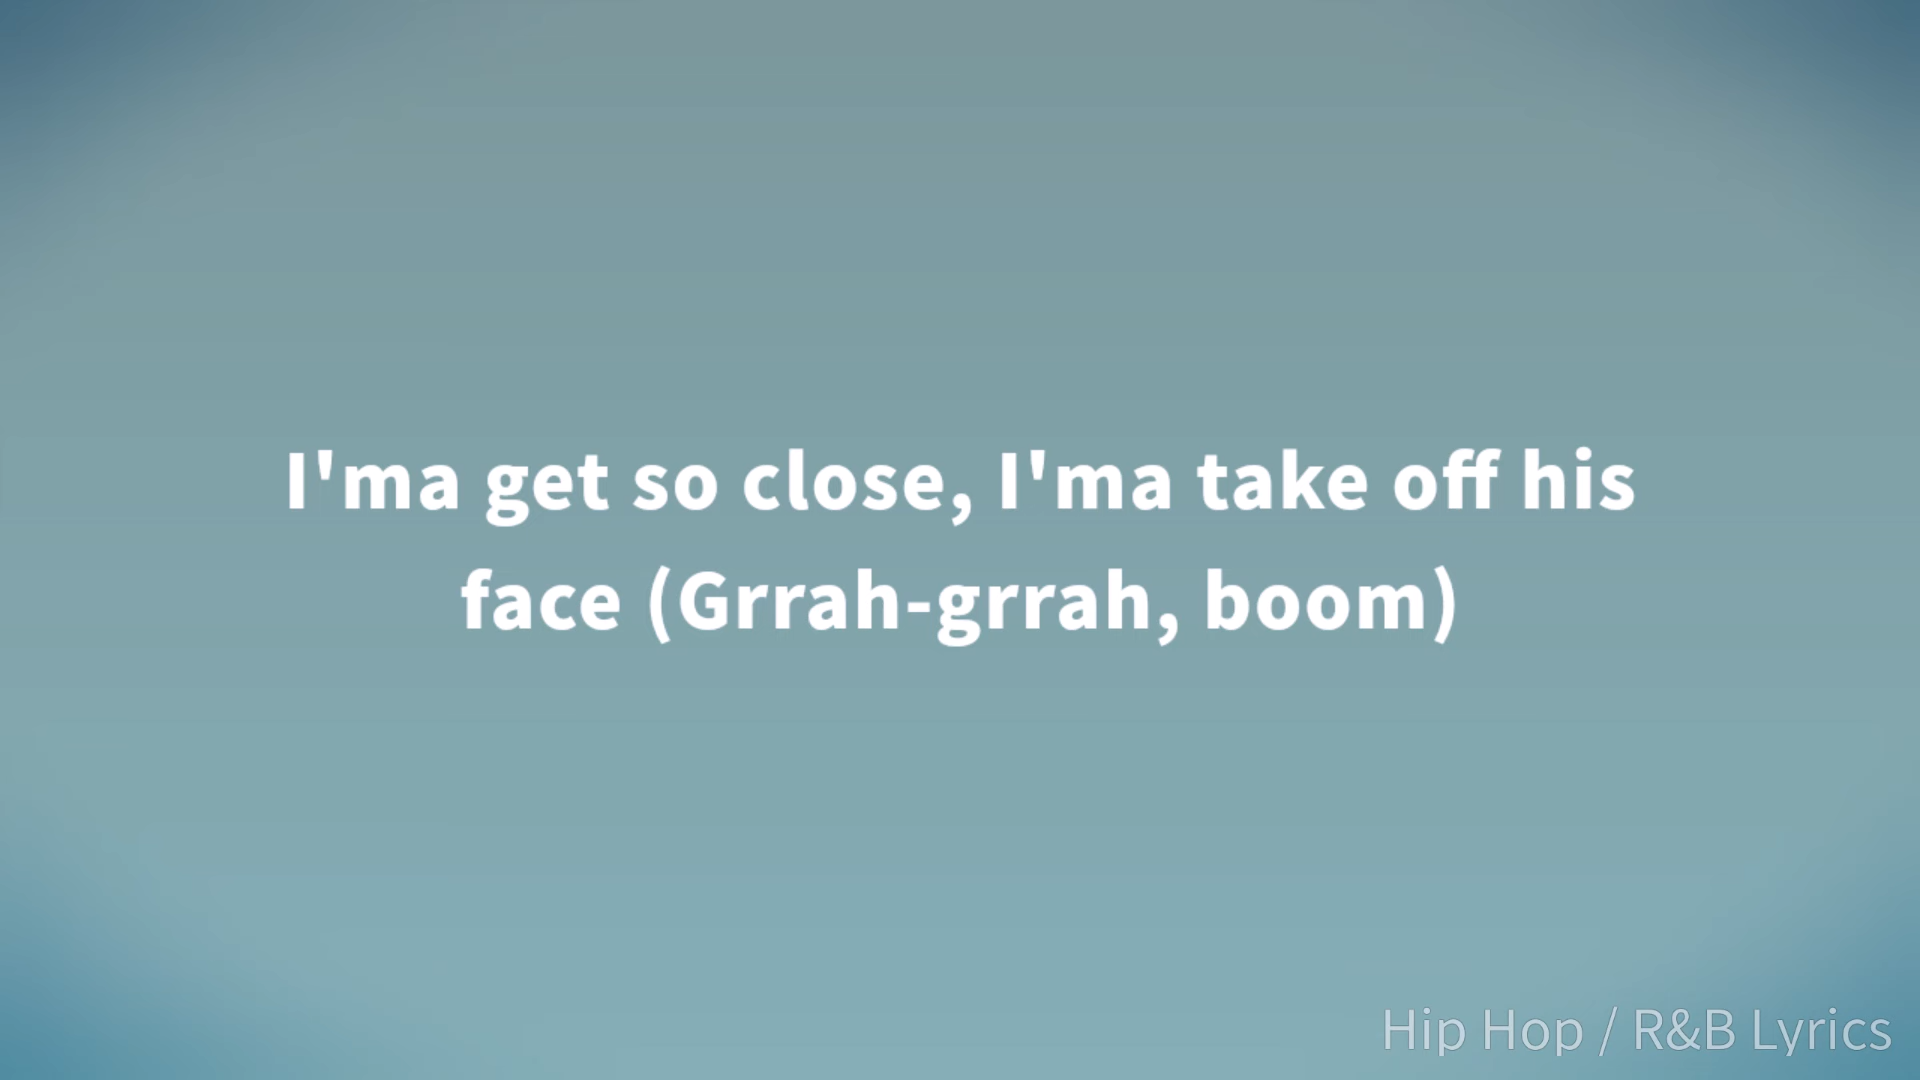 I'ma get so close, I'ma take off his
face (Grrah-grrah, boom)
Hip Hop / R&B Lyrics